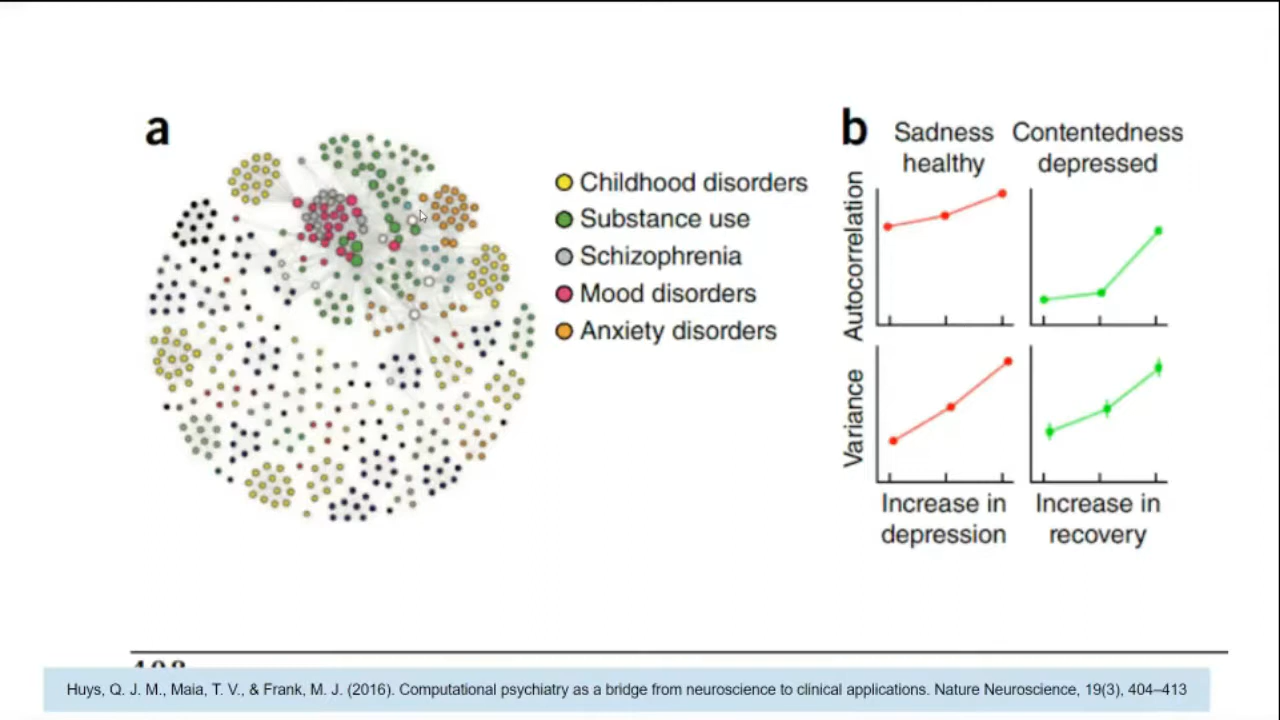 a
Childhood disorders
Substance use
Schizophrenia
Mood disorders
Anxiety disorders
b
Sadness
healthy
Contentedness
depressed
Autocorrelation
Variance
Increase in
depression
Increase in
recovery
408
Huys, Q. J. M., Maia, T. V., & Frank, M. J. (2016). Computational psychiatry as a bridge from neuroscience to clinical applications. Nature Neuroscience, 19(3), 404–413